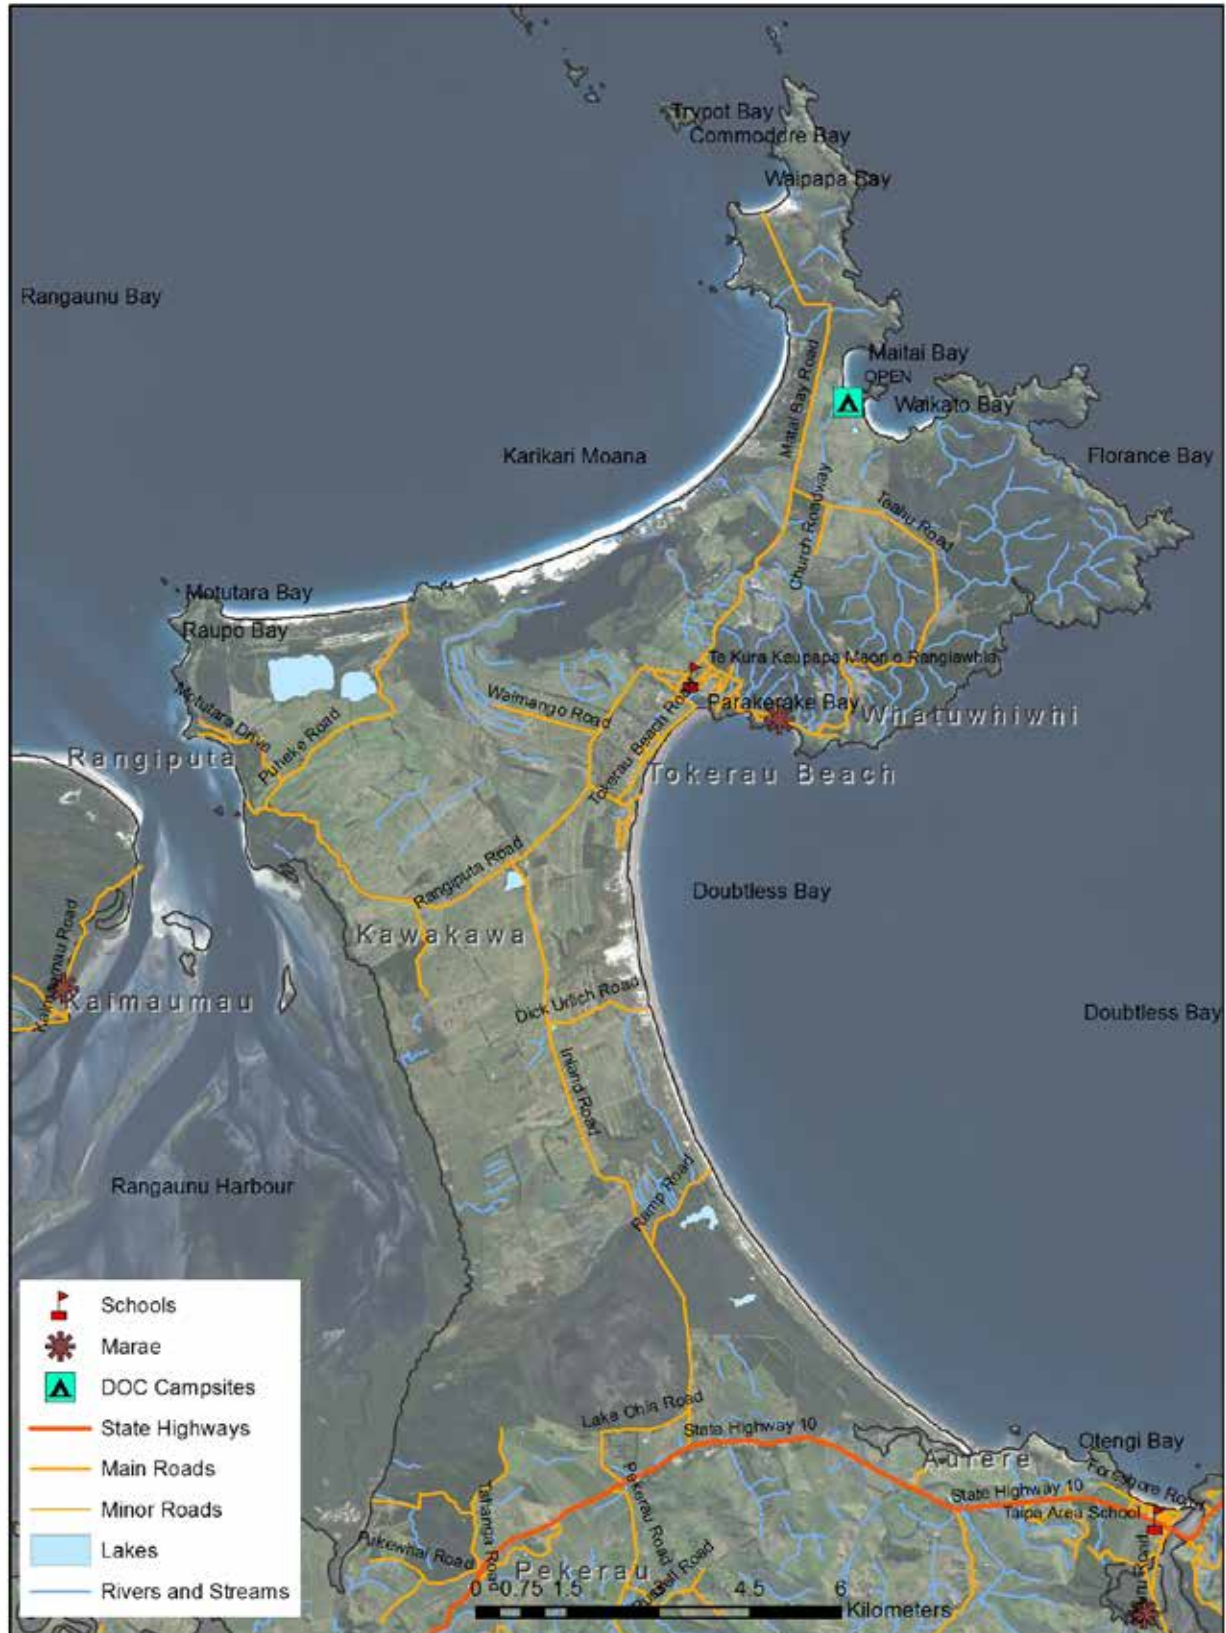 Trypot Bay
Commodore Bay
Waipapa Bay
Rangaunu Bay
Maitai Bay
OPEN
Waikato Bay
Matai Bay Road
Karikari Moana
Florance Bay
Church Roadway
Teahu Road
Motutara Bay
Raupo Bay
Te Kura Kaupapa Maori o Rangiawhia
Waimango Road
Parakerake Bay
Whatuwhiwhi
Motutara Drive
Puheke Road
Rangiputa
Tokerau Beach Road
Tokerau Beach
Rangiputa Road
Doubtless Bay
Kawakawa
Kaimaumau Road
Kaimaumau
Dick Urlich Road
Doubtless Bay
Inland Road
Rangaunu Harbour
Ramp Road
Schools
Marae
DOC Campsites
State Highways
Main Roads
Minor Roads
Lakes
Rivers and Streams
Lake Ohia Road
State Highway 10
Otengi Bay
Aurere
Foreshore Road
State Highway 10
Taipa Area School
Pekerau Road
Pukewhai Road
Pekerau
0 0.75 1.5 4.5 6
Kilometers